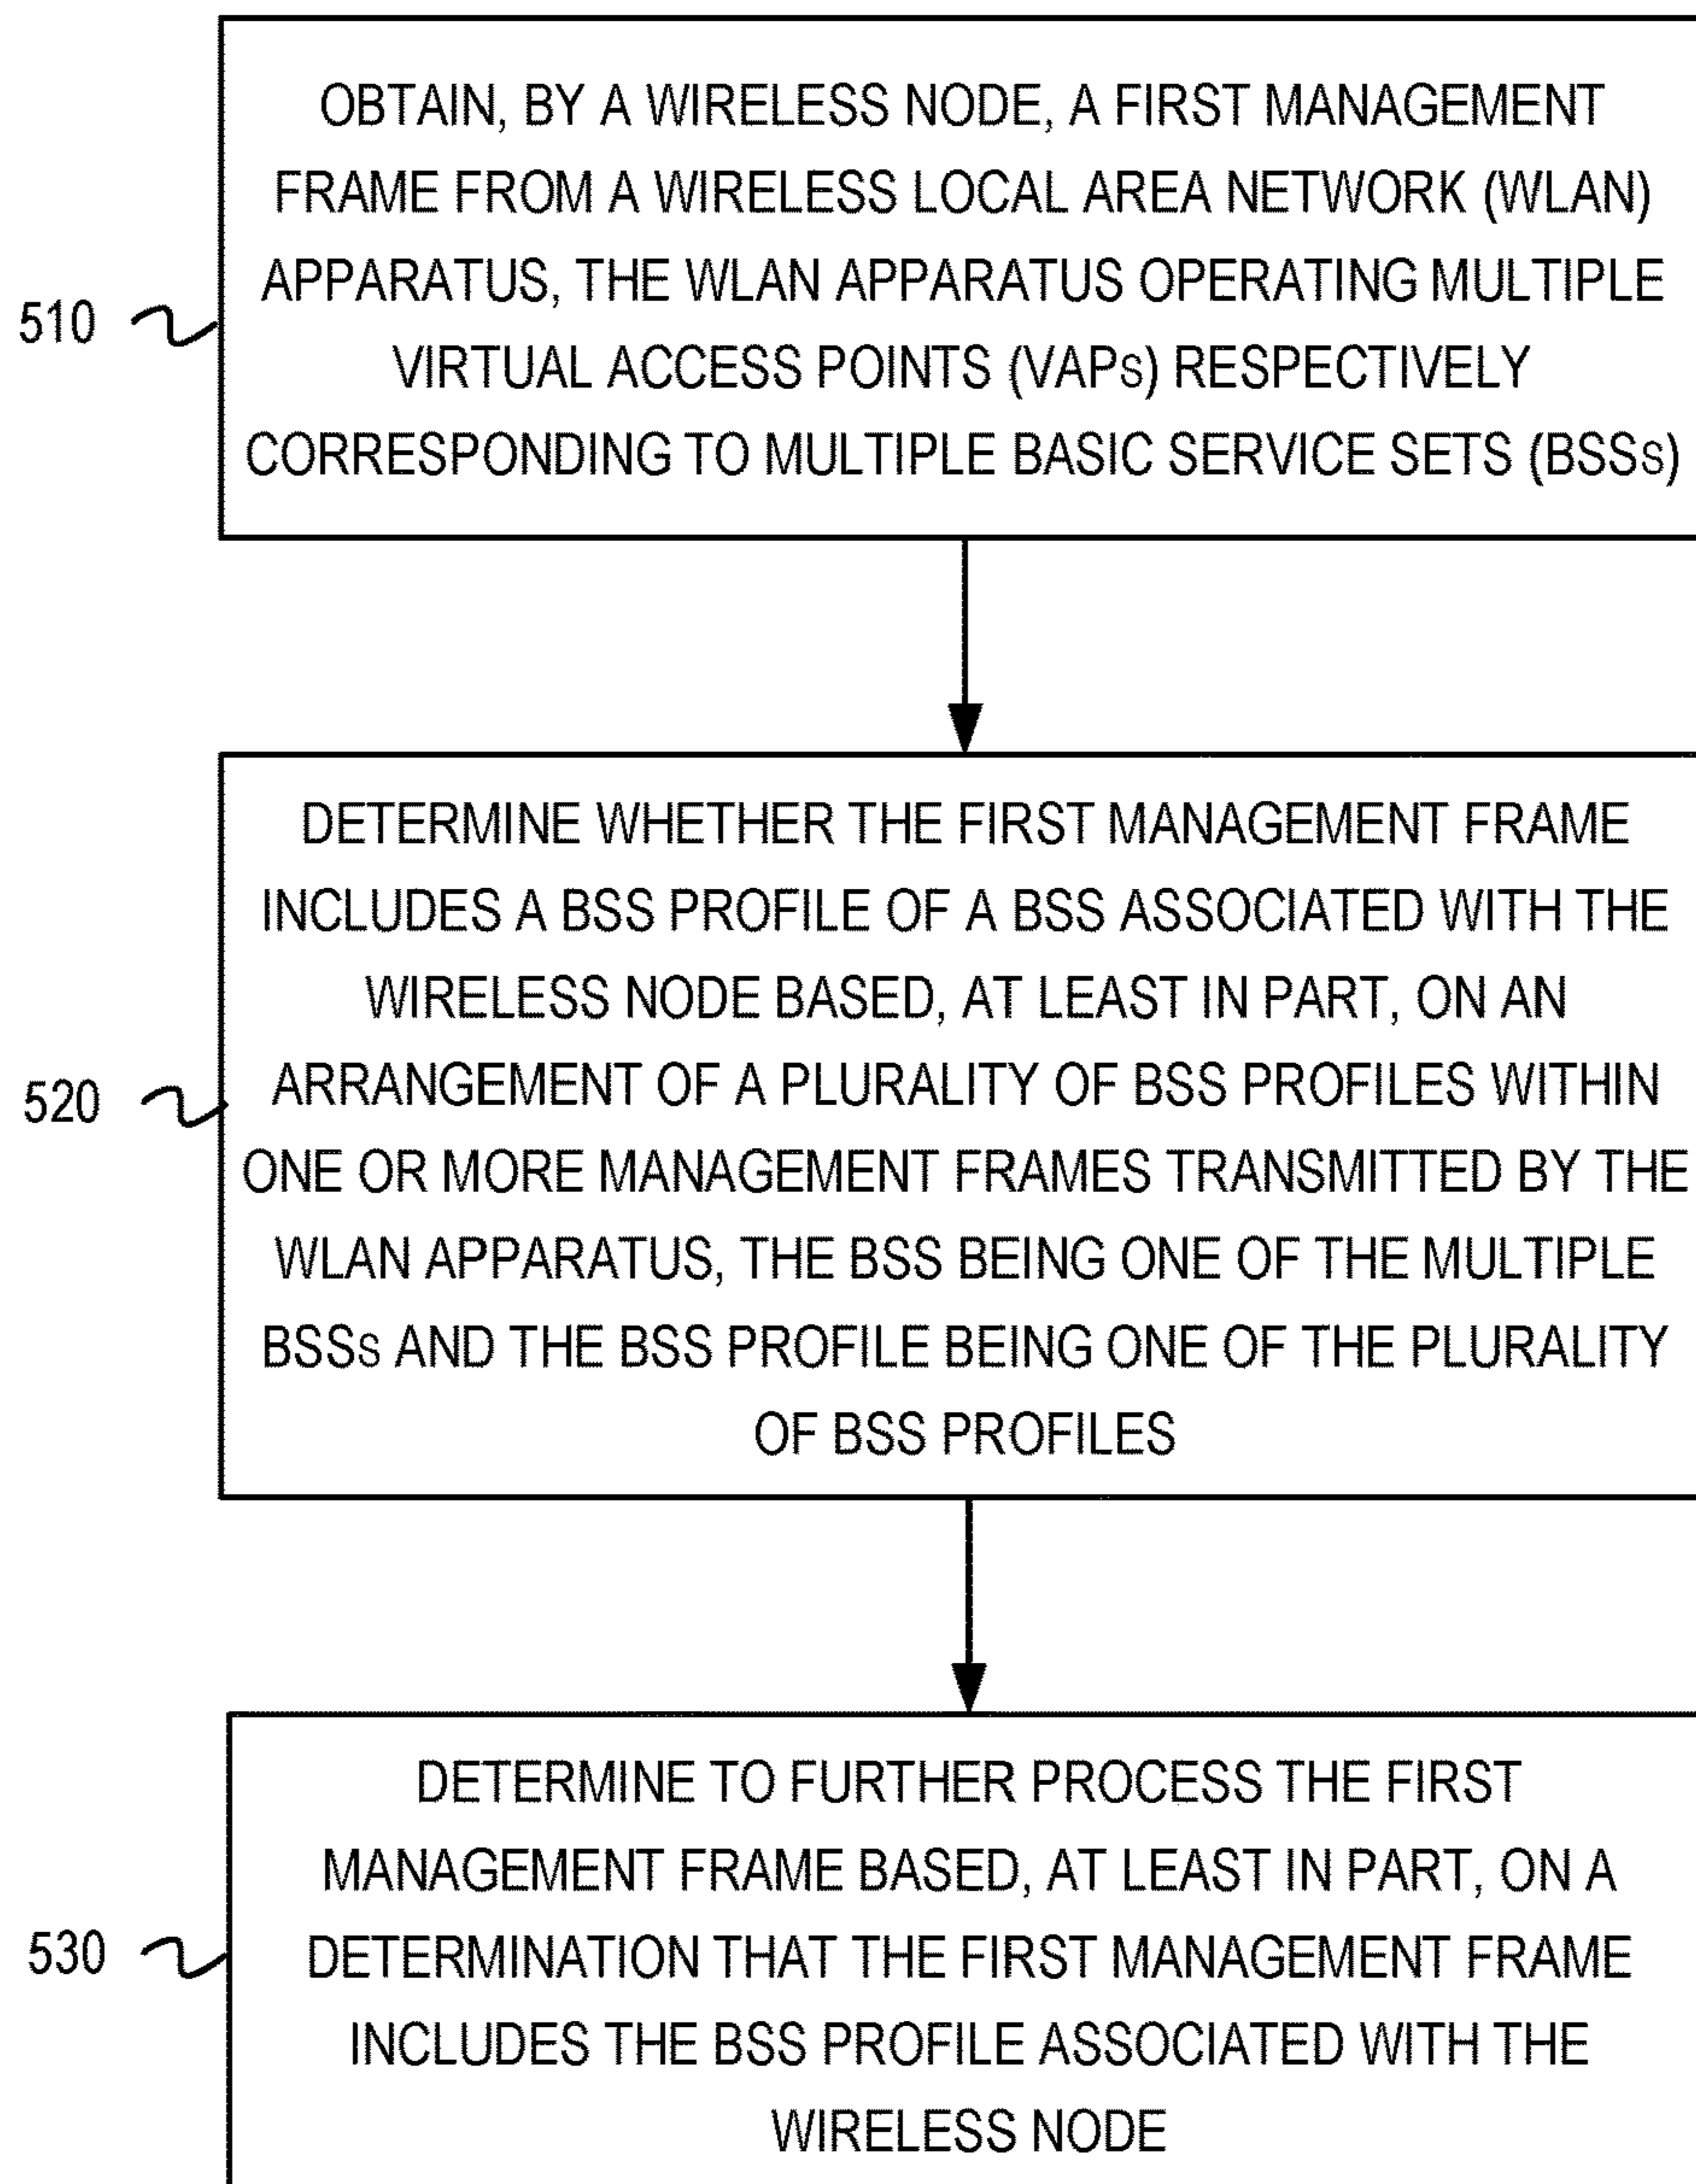 OBTAIN, BY A WIRELESS NODE, A FIRST MANAGEMENT
FRAME FROM A WIRELESS LOCAL AREA NETWORK (WLAN)
APPARATUS, THE WLAN APPARATUS OPERATING MULTIPLE
510
VIRTUAL ACCESS POINTS (VAPs) RESPECTIVELY
CORRESPONDING TO MULTIPLE BASIC SERVICE SETS (BSSs)
DETERMINE WHETHER THE FIRST MANAGEMENT FRAME
INCLUDES A BSS PROFILE OF A BSS ASSOCIATED WITH THE
WIRELESS NODE BASED, AT LEAST IN PART, ON AN
ARRANGEMENT OF A PLURALITY OF BSS PROFILES WITHIN
520
ONE OR MORE MANAGEMENT FRAMES TRANSMITTED BY THE
WLAN APPARATUS, THE BSS BEING ONE OF THE MULTIPLE
BSSs AND THE BSS PROFILE BEING ONE OF THE PLURALITY
OF BSS PROFILES
DETERMINE TO FURTHER PROCESS THE FIRST
MANAGEMENT FRAME BASED, AT LEAST IN PART, ON A
530
DETERMINATION THAT THE FIRST MANAGEMENT FRAME
INCLUDES THE BSS PROFILE ASSOCIATED WITH THE
WIRELESS NODE